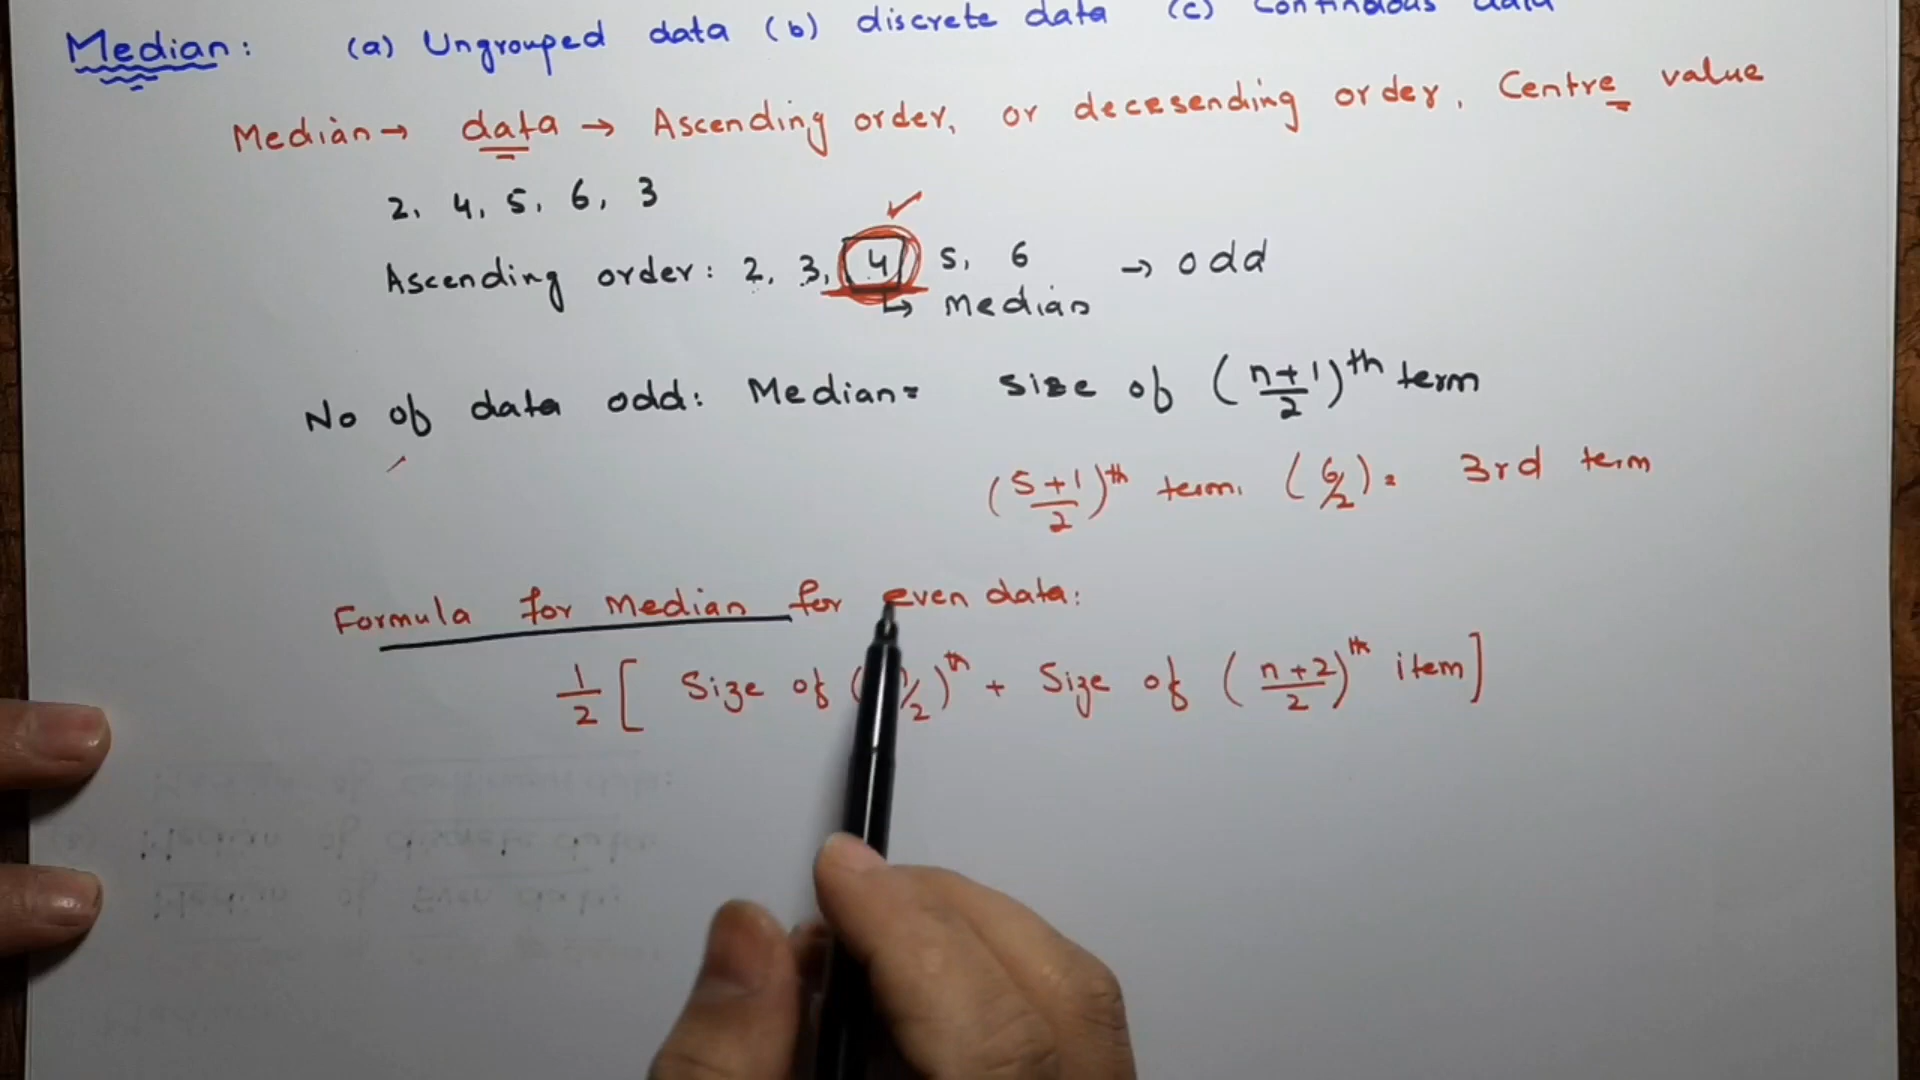 Median: (a) Ungrouped data (b) discrete data (c) Continuous data
Median → data → Ascending order, or decesending order, Centre value
2, 4, 5, 6, 3
Ascending order: 2, 3, 4 5, 6 → odd
↳ Median
No of data odd: Median = Size of (n+1/2)th term
(5+1/2)th term, (6/2) = 3rd term
Formula for Median for even data:
1/2 [ Size of ( /2)th + Size of (n+2/2)th item ]